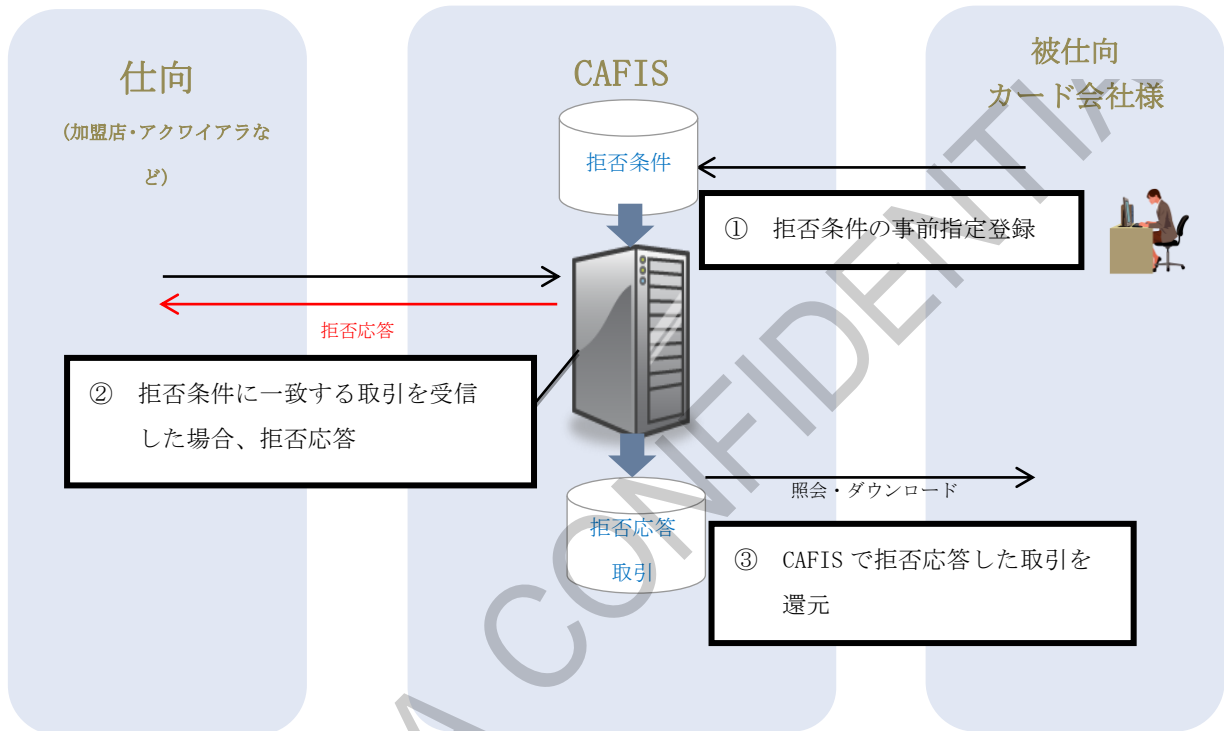 仕向
(加盟店・アクワイアラな
ど)
CAFIS
被仕向
カード会社様
拒否条件
① 拒否条件の事前指定登録
拒否応答
② 拒否条件に一致する取引を受信
した場合、拒否応答
照会・ダウンロード
拒否応答
取引
③ CAFISで拒否応答した取引を
還元
A CONFIDENTIA